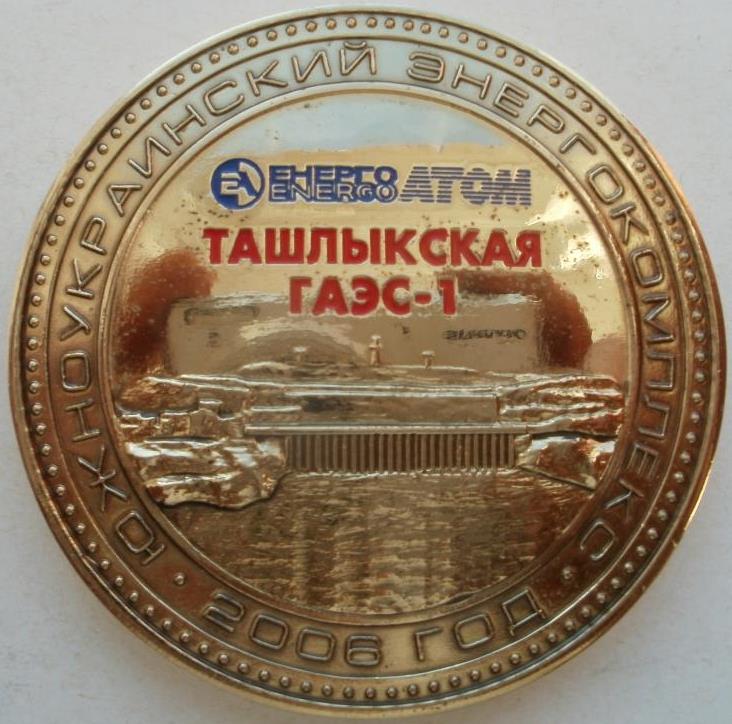 ЮЖНОУКРАИНСКИЙ ЭНЕРГОКОМПЛЕКС
ЕНЕРГО
ENERGO
АТОМ
ТАШЛЫКСКАЯ
ГАЭС-1
2006 ГОД